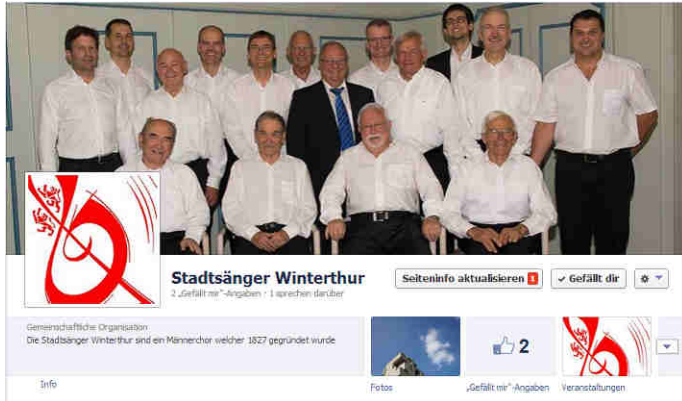 Stadtsänger Winterthur
Seiteninfo aktualisieren 1
Gefällt dir
2 „Gefällt mir“-Angaben · 1 sprechen darüber
Gemeinschaftliche Organisation
Die Stadtsänger Winterthur sind ein Männerchor welcher 1827 gegründet wurde
2
Info
Fotos
„Gefällt mir“-Angaben
Veranstaltungen